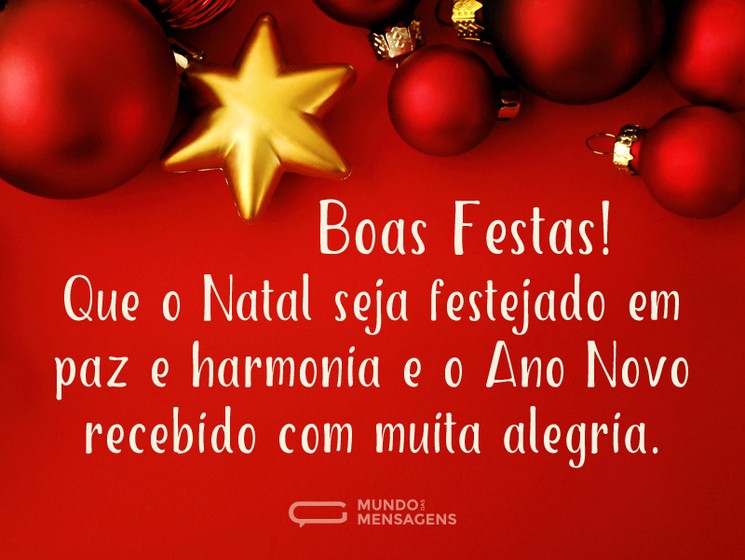 Boas Festas!
Que o Natal seja festejado em
paz e harmonia e o Ano Novo
recebido com muita alegria.
MUNDO DAS
MENSAGENS